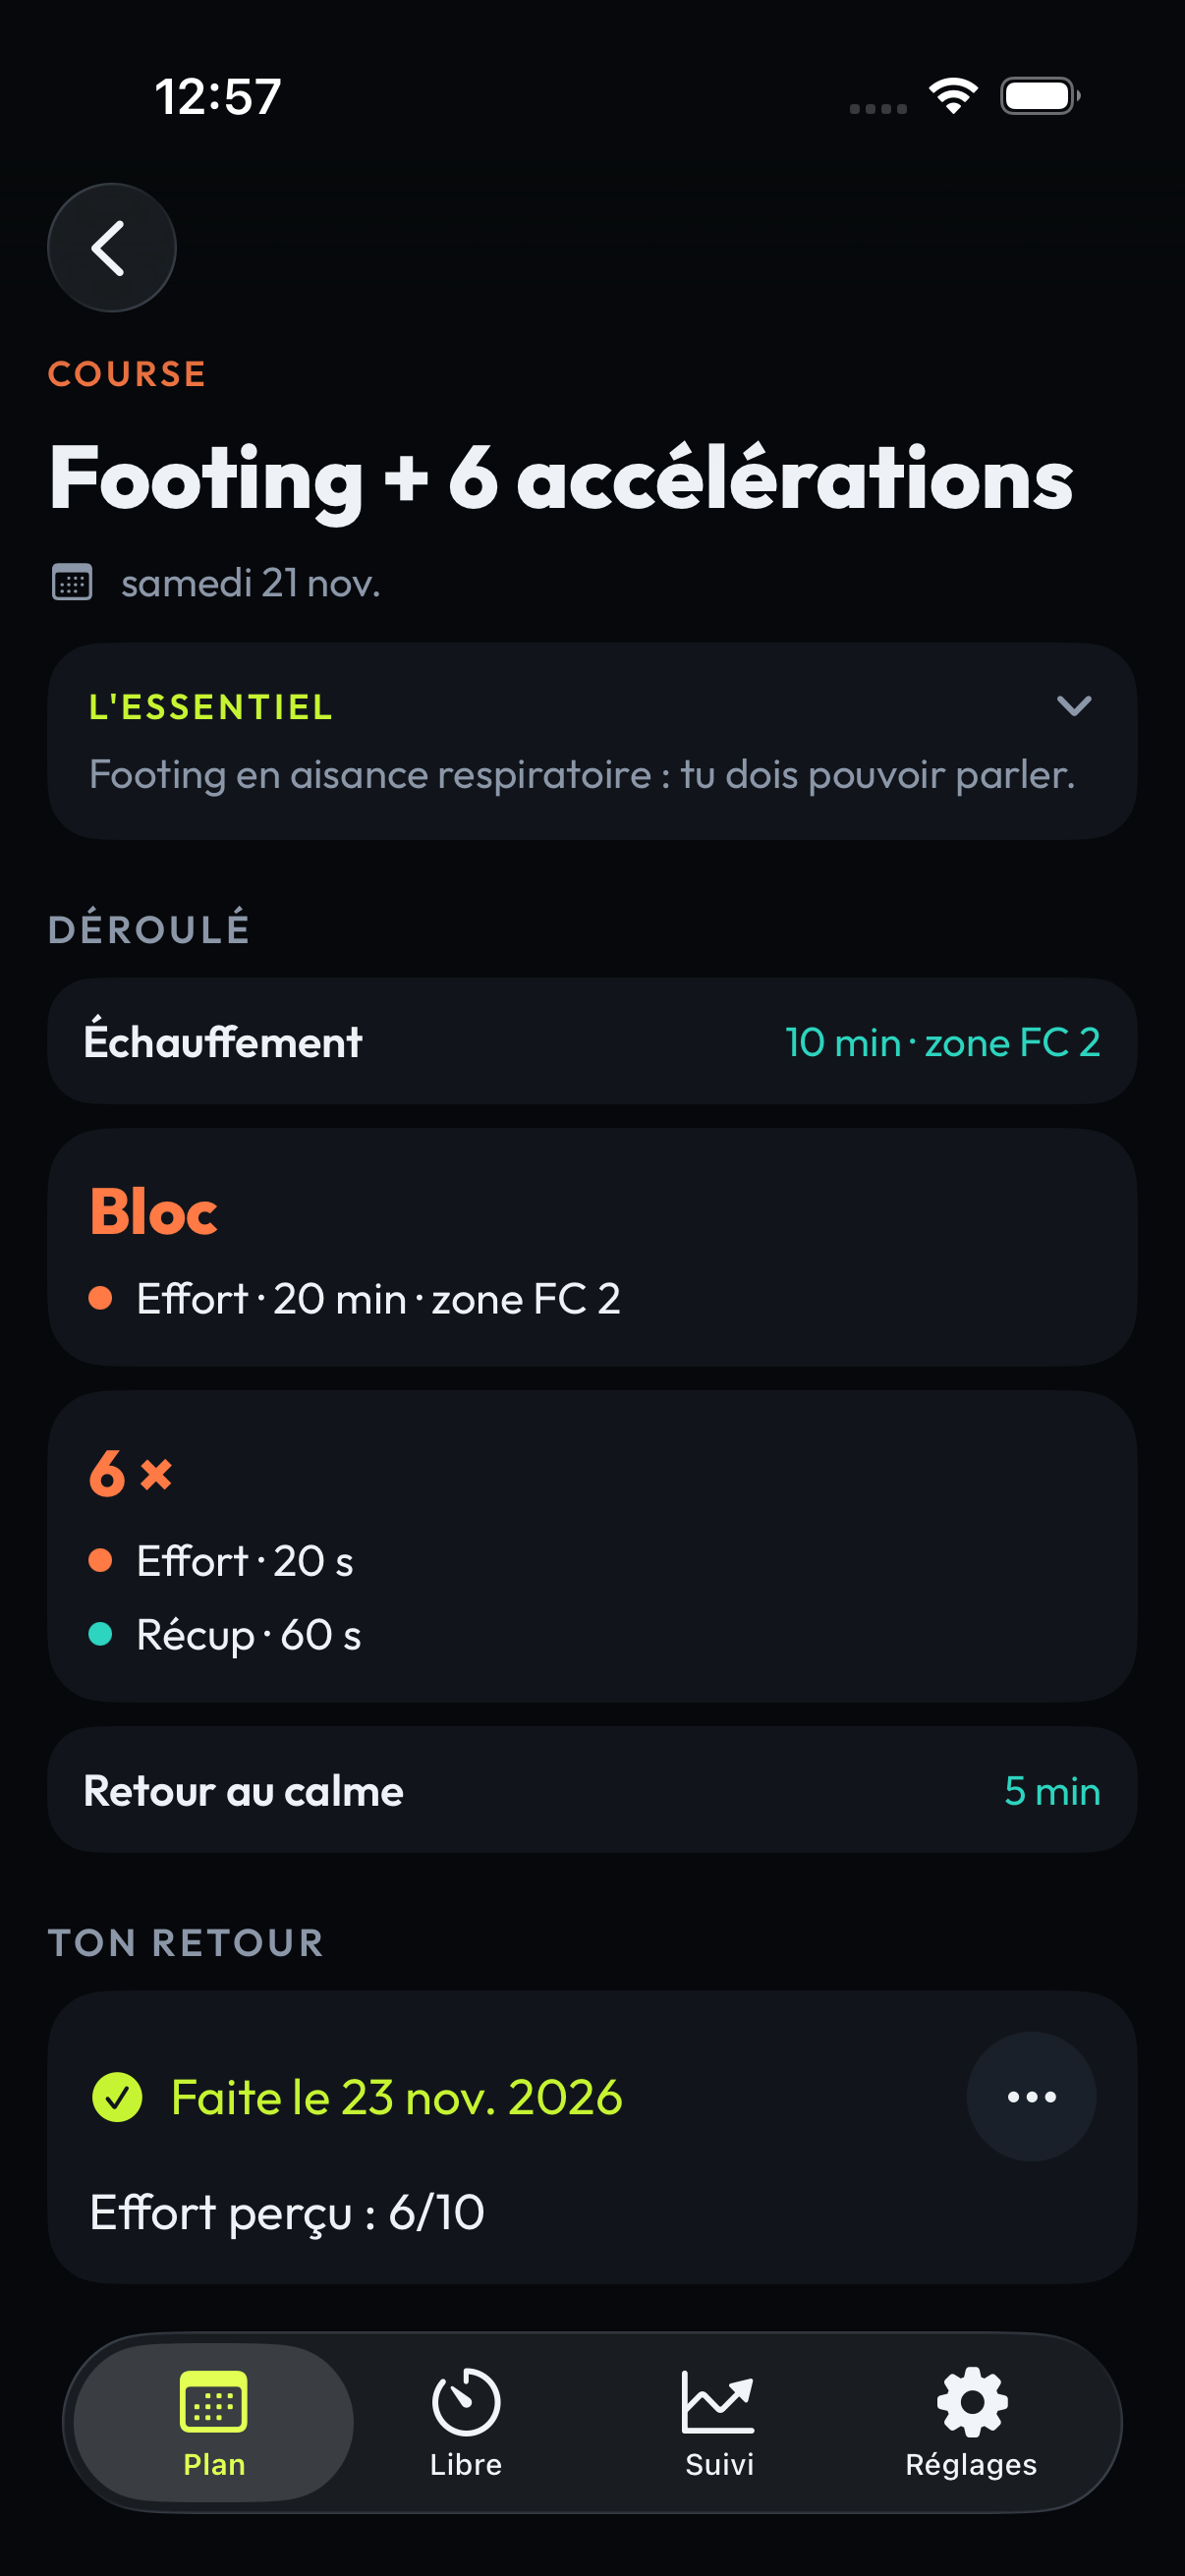 12:57
COURSE
Footing + 6 accélérations
samedi 21 nov.
L'ESSENTIEL
Footing en aisance respiratoire : tu dois pouvoir parler.
DÉROULÉ
Échauffement 10 min · zone FC 2
Bloc
Effort · 20 min · zone FC 2
6 ×
Effort · 20 s
Récup · 60 s
Retour au calme 5 min
TON RETOUR
Faite le 23 nov. 2026
Effort perçu : 6/10
Plan Libre Suivi Réglages